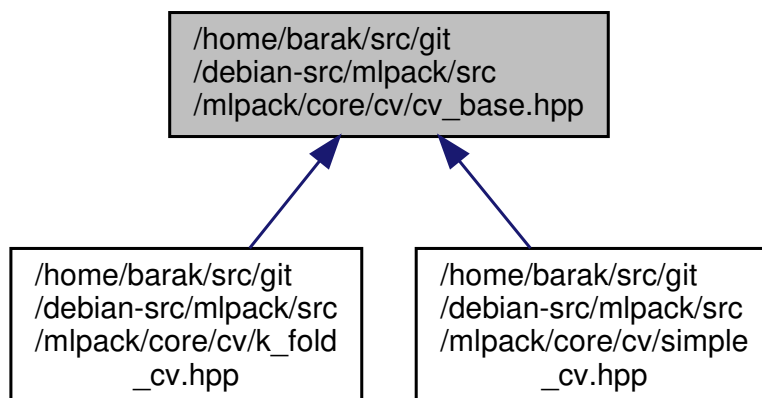 /home/barak/src/git
/debian-src/mlpack/src
/mlpack/core/cv/cv_base.hpp
/home/barak/src/git
/debian-src/mlpack/src
/mlpack/core/cv/k_fold
_cv.hpp
/home/barak/src/git
/debian-src/mlpack/src
/mlpack/core/cv/simple
_cv.hpp